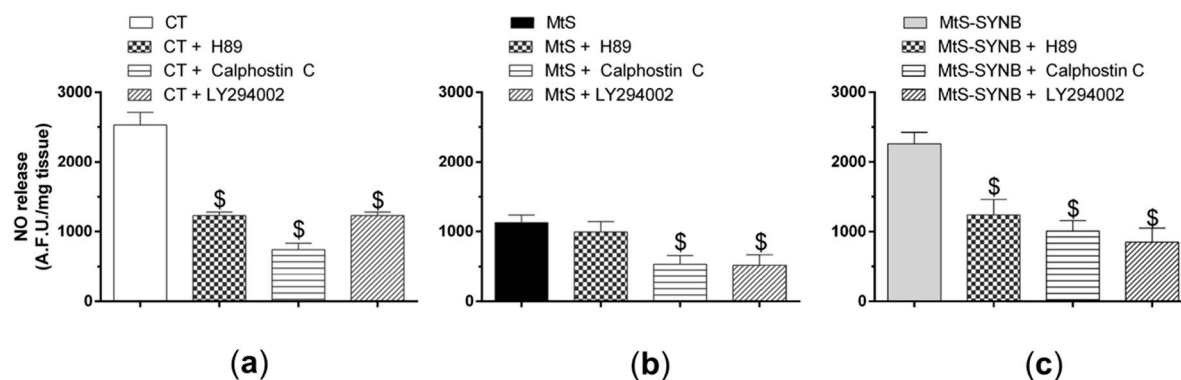 CT
CT + H89
CT + Calphostin C
CT + LY294002
NO release
(A.F.U./mg tissue)
3000
2000
1000
0
$
$
$
(a)
MtS
MtS + H89
MtS + Calphostin C
MtS + LY294002
3000
2000
1000
0
$
$
(b)
MtS-SYNB
MtS-SYNB + H89
MtS-SYNB + Calphostin C
MtS-SYNB + LY294002
3000
2000
1000
0
$
$
$
(c)